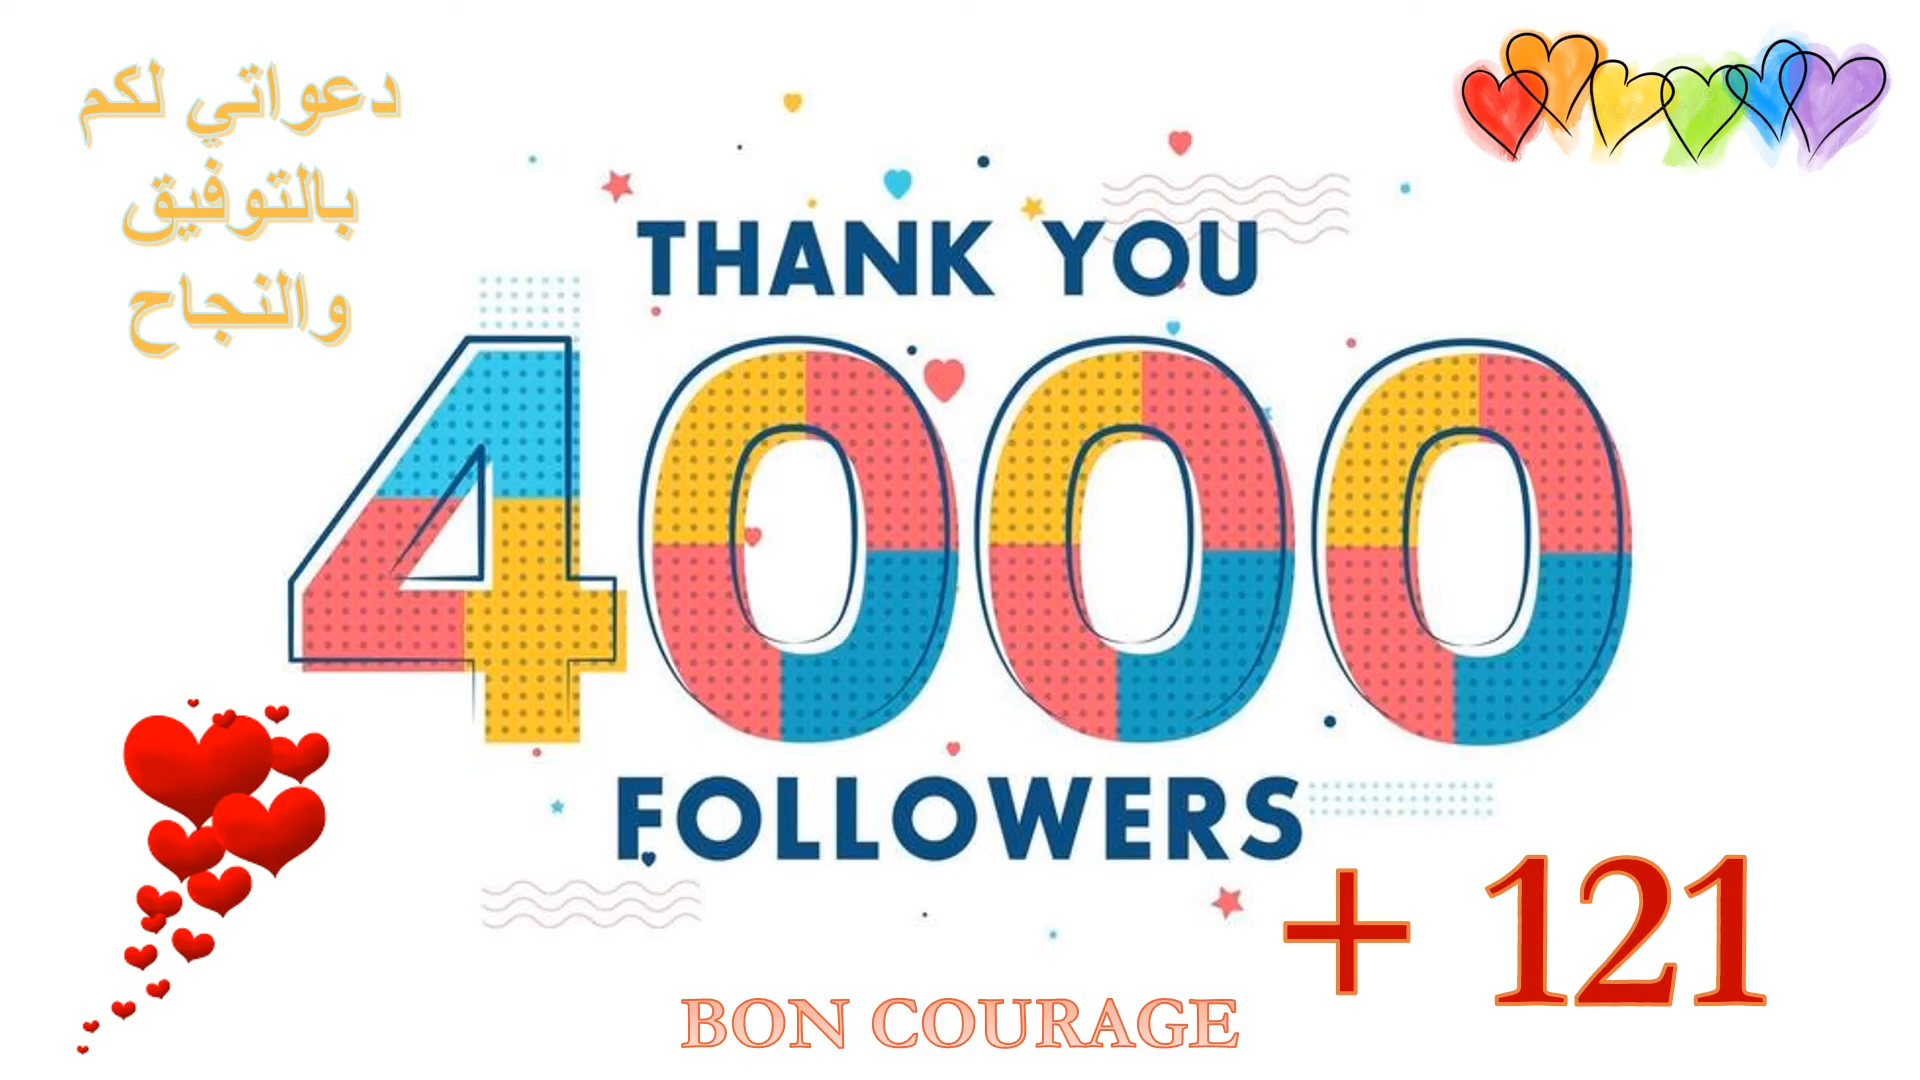 دعواتي لكم
بالتوفيق
والنجاح
THANK YOU
4000
FOLLOWERS
+ 121
BON COURAGE